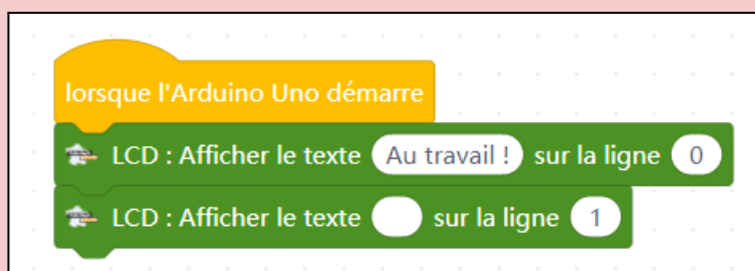 lorsque l'Arduino Uno démarre
LCD : Afficher le texte Au travail ! sur la ligne 0
LCD : Afficher le texte sur la ligne 1